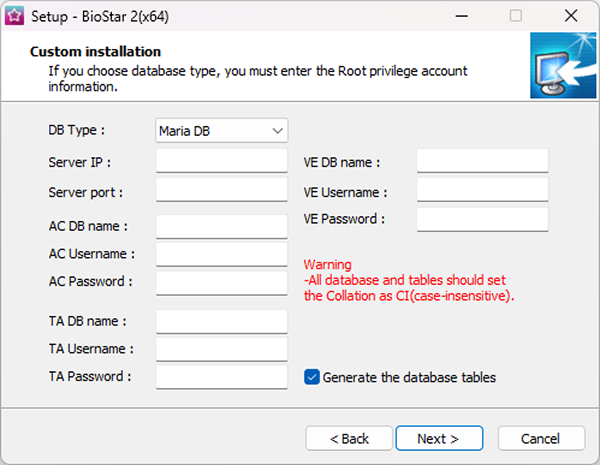 Setup - BioStar 2(x64)
Custom installation
If you choose database type, you must enter the Root privilege account
information.
DB Type :
Maria DB
Server IP :
Server port :
AC DB name :
AC Username :
AC Password :
TA DB name :
TA Username :
TA Password :
VE DB name :
VE Username :
VE Password :
Warning
-All database and tables should set
the Collation as CI(case-insensitive).
Generate the database tables
< Back
Next >
Cancel